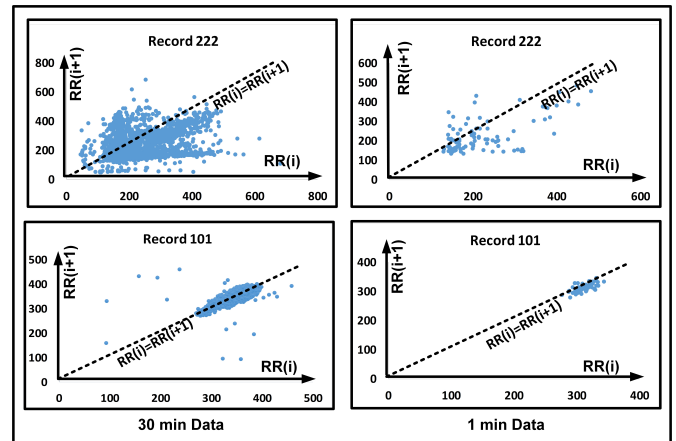 Record 222
RR(i+1)
800
600
400
200
0
RR(i)=RR(i+1)
RR(i)
0 200 400 600 800
Record 222
RR(i+1)
600
500
400
300
200
100
0
RR(i)=RR(i+1)
RR(i)
0 200 400 600
Record 101
RR(i+1)
500
400
300
200
100
0
RR(i)=RR(i+1)
RR(i)
0 100 200 300 400 500
Record 101
RR(i+1)
400
300
200
100
0
RR(i)=RR(i+1)
RR(i)
0 100 200 300 400
30 min Data
1 min Data